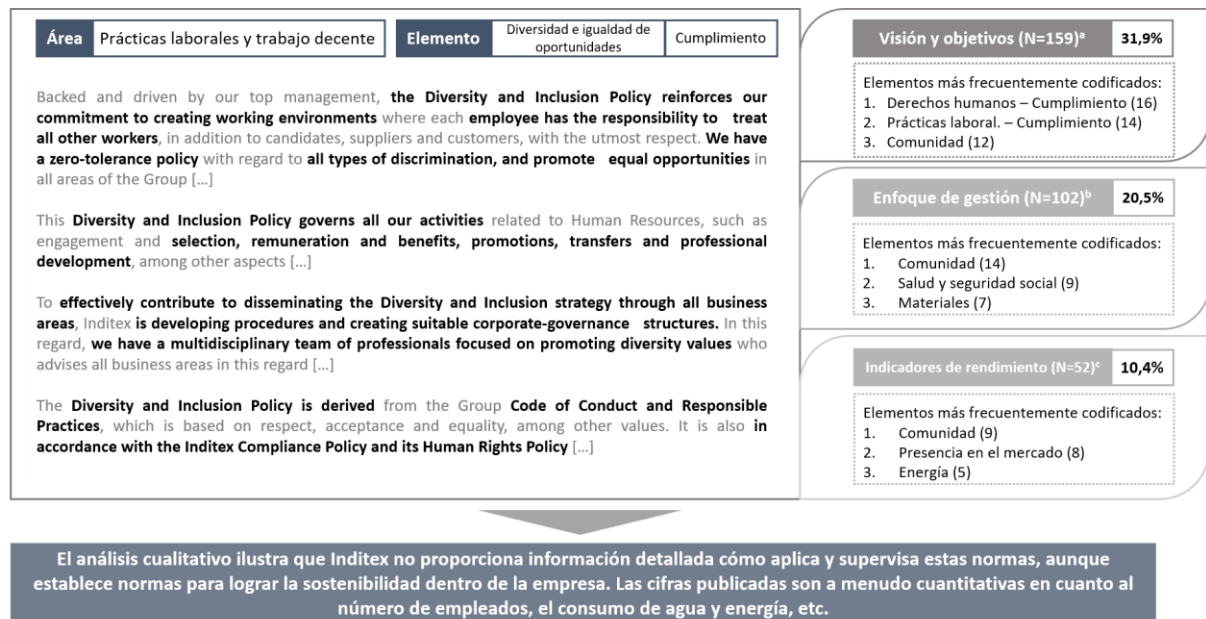 Área
Prácticas laborales y trabajo decente
Elemento
Diversidad e igualdad de
oportunidades
Cumplimiento
Backed and driven by our top management, the Diversity and Inclusion Policy reinforces our
commitment to creating working environments where each employee has the responsibility to treat
all other workers, in addition to candidates, suppliers and customers, with the utmost respect. We have
a zero-tolerance policy with regard to all types of discrimination, and promote equal opportunities in
all areas of the Group […]
This Diversity and Inclusion Policy governs all our activities related to Human Resources, such as
engagement and selection, remuneration and benefits, promotions, transfers and professional
development, among other aspects […]
To effectively contribute to disseminating the Diversity and Inclusion strategy through all business
areas, Inditex is developing procedures and creating suitable corporate-governance structures. In this
regard, we have a multidisciplinary team of professionals focused on promoting diversity values who
advises all business areas in this regard […]
The Diversity and Inclusion Policy is derived from the Group Code of Conduct and Responsible
Practices, which is based on respect, acceptance and equality, among other values. It is also in
accordance with the Inditex Compliance Policy and its Human Rights Policy […]
Visión y objetivos (N=159)ª
31,9%
Elementos más frecuentemente codificados:
1. Derechos humanos – Cumplimiento (16)
2. Prácticas laboral. – Cumplimiento (14)
3. Comunidad (12)
Enfoque de gestión (N=102)ᵇ
20,5%
Elementos más frecuentemente codificados:
1. Comunidad (14)
2. Salud y seguridad social (9)
3. Materiales (7)
Indicadores de rendimiento (N=52)ᶜ
10,4%
Elementos más frecuentemente codificados:
1. Comunidad (9)
2. Presencia en el mercado (8)
3. Energía (5)
El análisis cualitativo ilustra que Inditex no proporciona información detallada cómo aplica y supervisa estas normas, aunque
establece normas para lograr la sostenibilidad dentro de la empresa. Las cifras publicadas son a menudo cuantitativas en cuanto al
número de empleados, el consumo de agua y energía, etc.